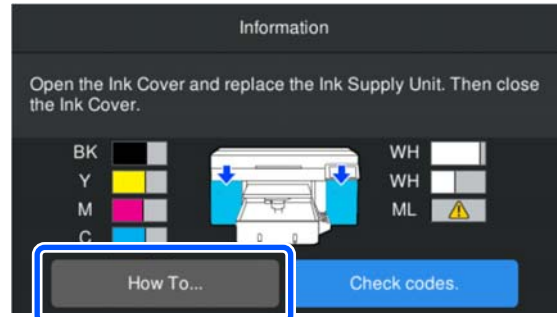 Information
Open the Ink Cover and replace the Ink Supply Unit. Then close
the Ink Cover.
BK
WH
Y
WH
M
ML
C
How To...
Check codes.